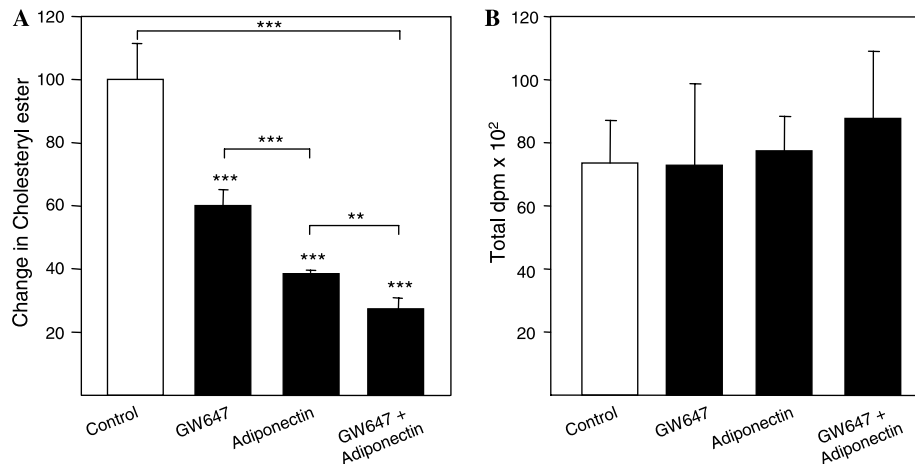 A
Change in Cholesteryl ester
120
100
80
60
40
20
***
***
***
**
***
***
Control
GW647
Adiponectin
GW647 +
Adiponectin
B
Total dpm x 10²
120
100
80
60
40
20
Control
GW647
Adiponectin
GW647 +
Adiponectin